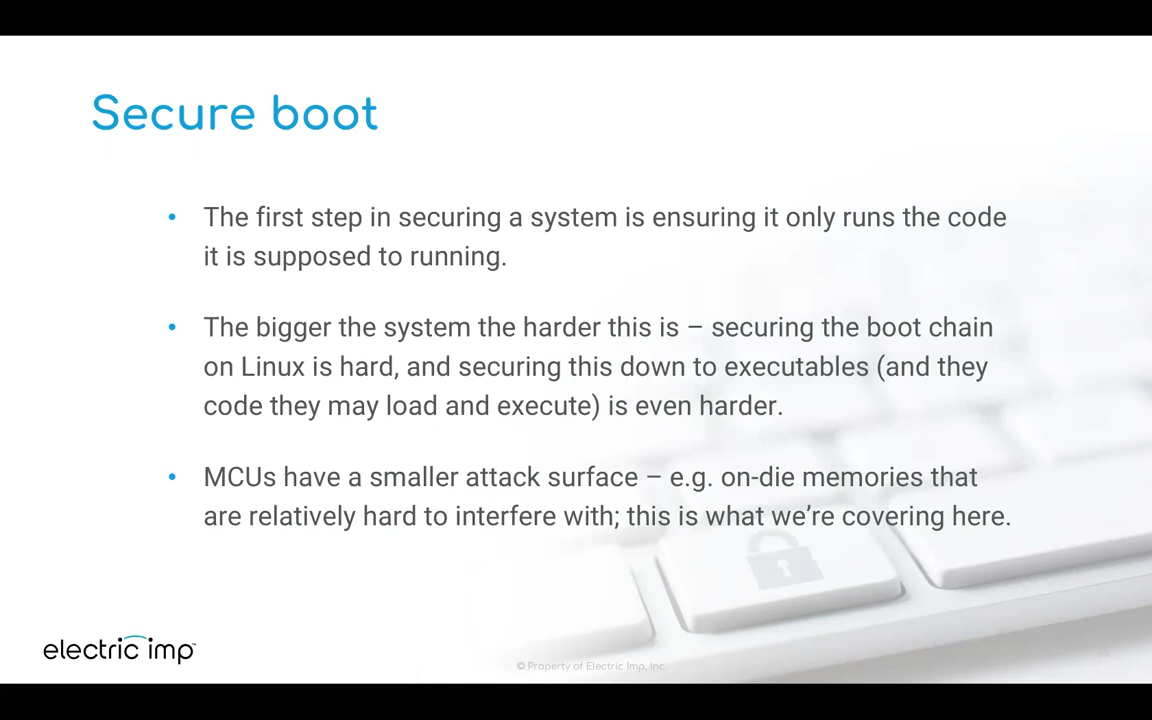 Secure boot
• The first step in securing a system is ensuring it only runs the code
it is supposed to running.
• The bigger the system the harder this is – securing the boot chain
on Linux is hard, and securing this down to executables (and they
code they may load and execute) is even harder.
• MCUs have a smaller attack surface – e.g. on-die memories that
are relatively hard to interfere with; this is what we’re covering here.
electric imp™
© Property of Electric Imp, Inc.